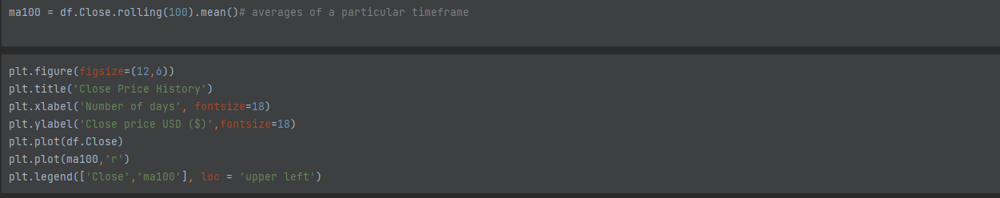 ma100 = df.Close.rolling(100).mean()# averages of a particular timeframe
plt.figure(figsize=(12,6))
plt.title('Close Price History')
plt.xlabel('Number of days', fontsize=18)
plt.ylabel('Close price USD ($)',fontsize=18)
plt.plot(df.Close)
plt.plot(ma100,'r')
plt.legend(['Close','ma100'], loc = 'upper left')